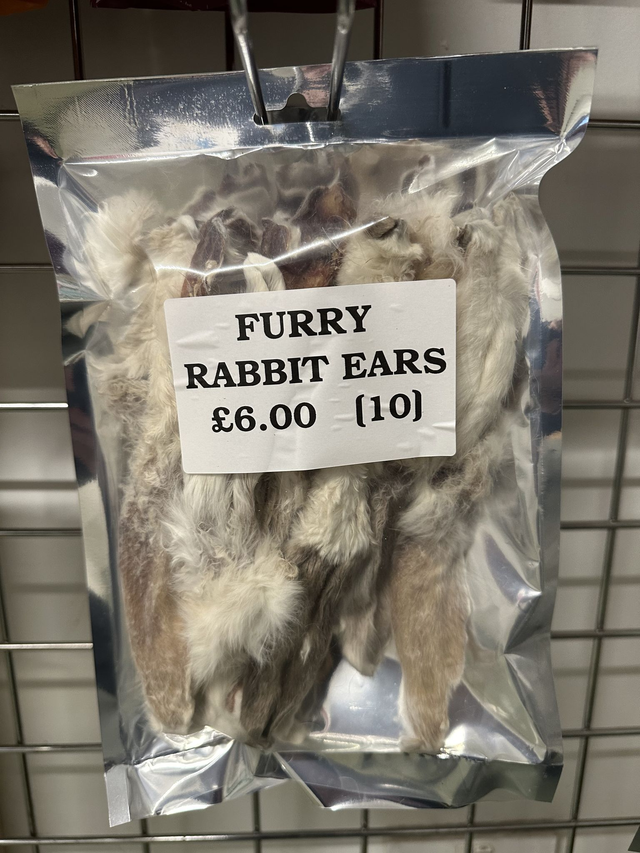 FURRY
RABBIT EARS
£6.00 (10)